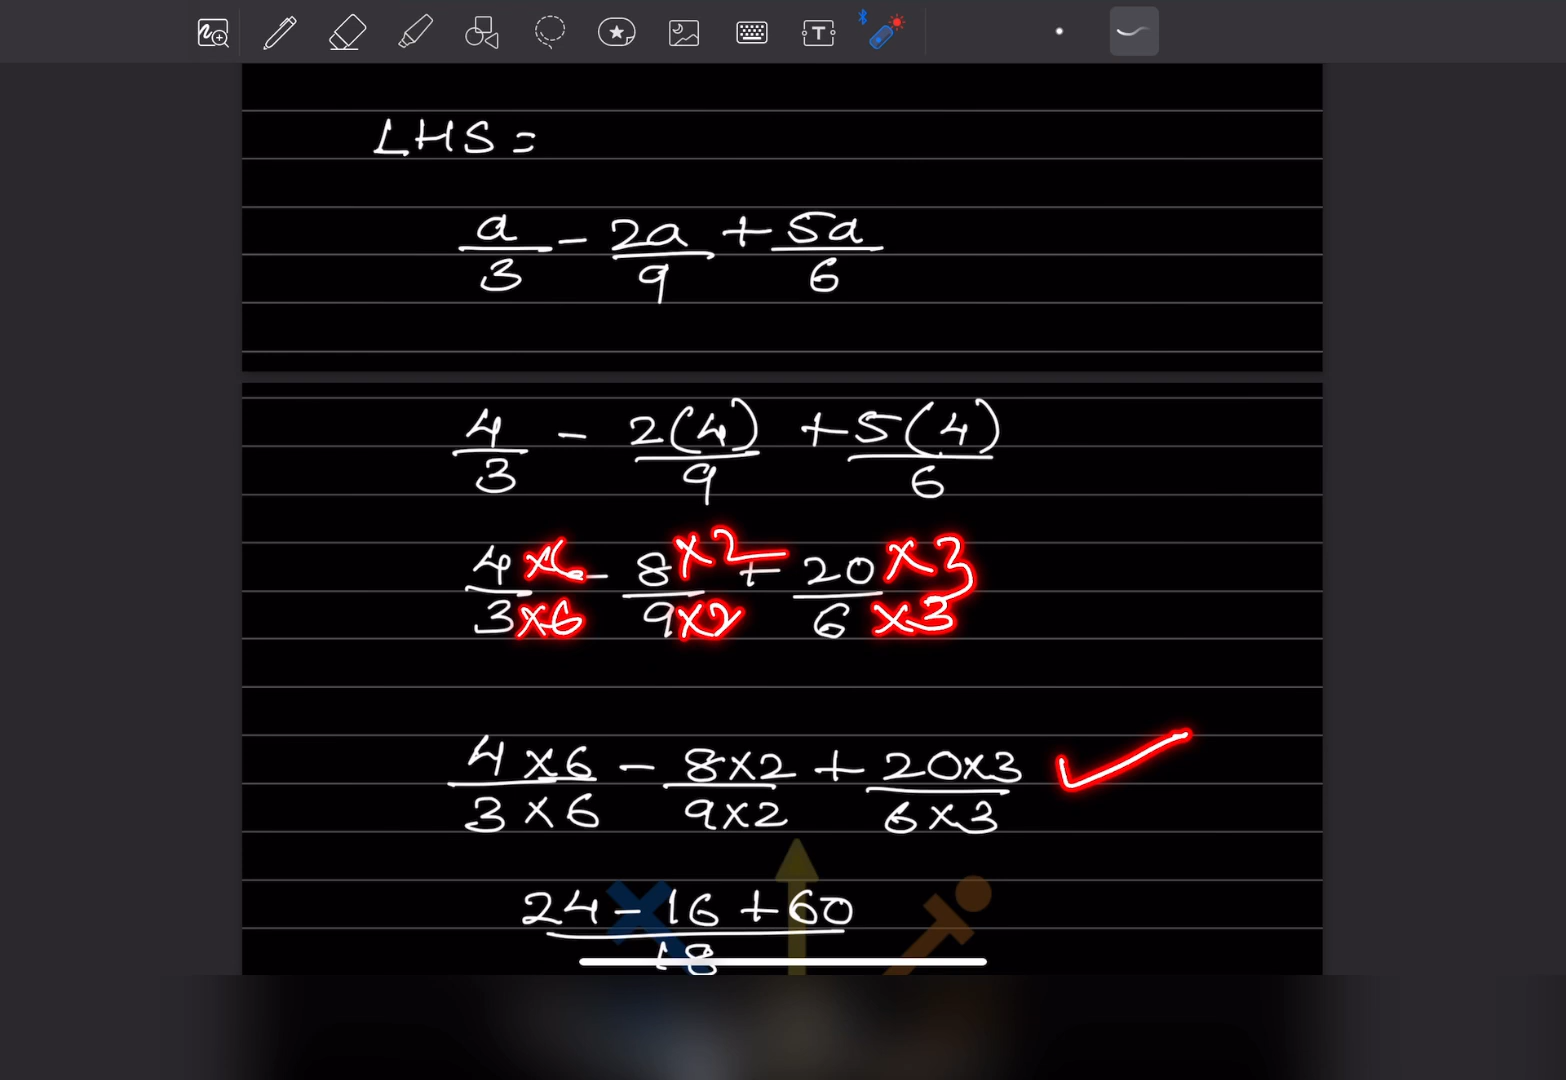 LHS =
a/3 - 2a/9 + 5a/6
4/3 - 2(4)/9 + 5(4)/6
4×6/3×6 - 8×2/9×2 + 20×3/6×3
4×6/3×6 - 8×2/9×2 + 20×3/6×3
24 - 16 + 60/18